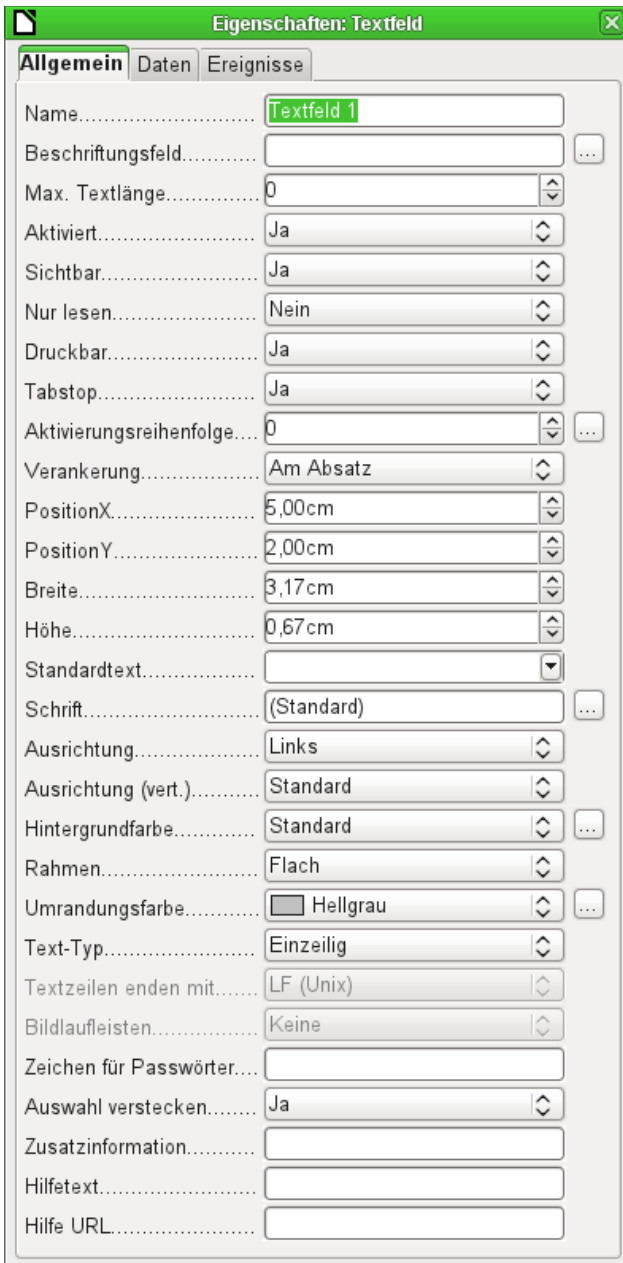 Eigenschaften: Textfeld
Allgemein Daten Ereignisse
Name.......................... Textfeld 1
Beschriftungsfeld............ ...
Max. Textlänge............... 0
Aktiviert........................ Ja
Sichtbar........................ Ja
Nur lesen...................... Nein
Druckbar....................... Ja
Tabstop........................ Ja
Aktivierungsreihenfolge.... 0 ...
Verankerung................... Am Absatz
PositionX...................... 5,00cm
PositionY...................... 2,00cm
Breite........................... 3,17cm
Höhe............................ 0,67cm
Standardtext.................
Schrift.......................... (Standard) ...
Ausrichtung................... Links
Ausrichtung (vert.)........... Standard
Hintergrundfarbe............. Standard ...
Rahmen........................ Flach
Umrandungsfarbe............ Hellgrau ...
Text-Typ....................... Einzeilig
Textzeilen enden mit....... LF (Unix)
Bildlaufleisten................ Keine
Zeichen für Passwörter....
Auswahl verstecken........ Ja
Zusatzinformation...........
Hilfetext.......................
Hilfe URL......................